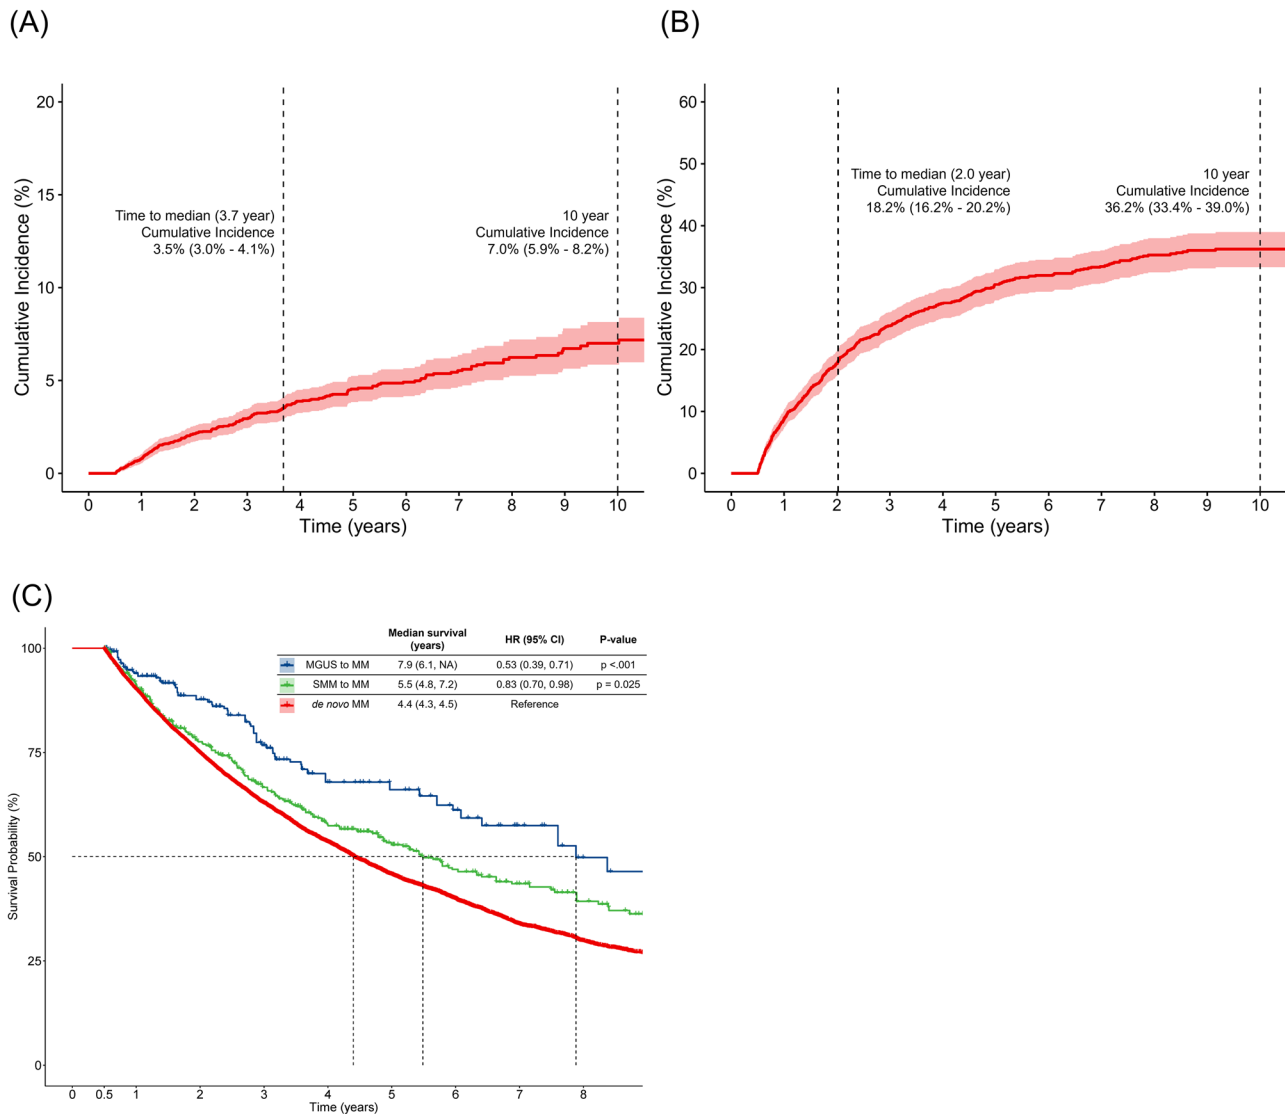 (A)
Cumulative Incidence (%)
20
15
10
5
0
Time to median (3.7 year)
Cumulative Incidence
3.5% (3.0% - 4.1%)
10 year
Cumulative Incidence
7.0% (5.9% - 8.2%)
0 1 2 3 4 5 6 7 8 9 10
Time (years)
(B)
Cumulative Incidence (%)
60
50
40
30
20
10
0
Time to median (2.0 year)
Cumulative Incidence
18.2% (16.2% - 20.2%)
10 year
Cumulative Incidence
36.2% (33.4% - 39.0%)
0 1 2 3 4 5 6 7 8 9 10
Time (years)
(C)
Survival Probability (%)
100
75
50
25
0
Median survival
(years)
HR (95% CI)
P-value
MGUS to MM 7.9 (6.1, NA) 0.53 (0.39, 0.71) p <.001
SMM to MM 5.5 (4.8, 7.2) 0.83 (0.70, 0.98) p = 0.025
de novo MM 4.4 (4.3, 4.5) Reference
0 0.5 1 2 3 4 5 6 7 8
Time (years)